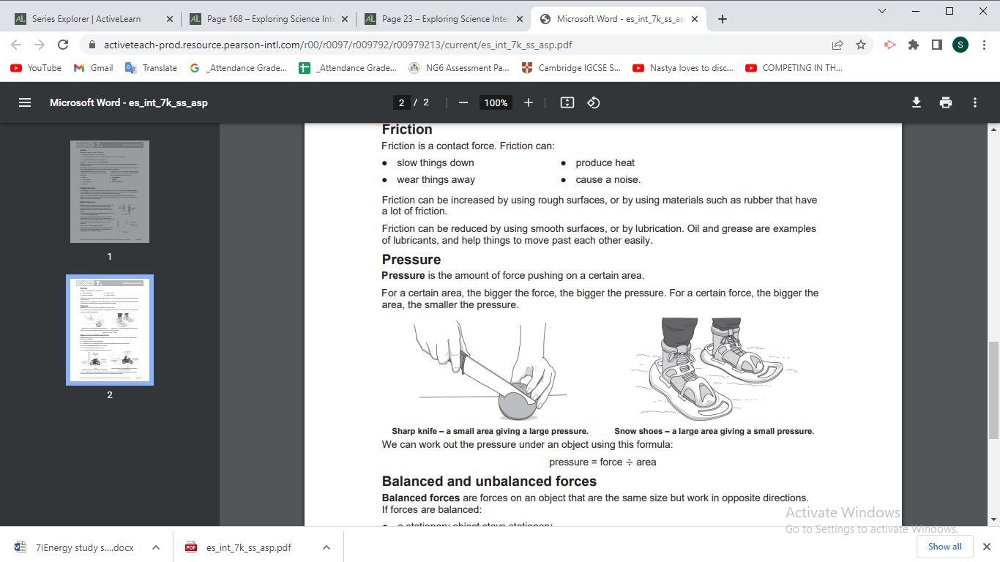 Series Explorer | ActiveLearn
Page 168 – Exploring Science Inte
Page 23 – Exploring Science Inter
Microsoft Word - es_int_7k_ss_as
activeteach-prod.resource.pearson-intl.com/r00/r0097/r009792/r00979213/current/es_int_7k_ss_asp.pdf
S
YouTube
Gmail
Translate
_Attendance Grade...
_Attendance Grade...
NG6 Assessment Pa...
Cambridge IGCSE S...
Nastya loves to disc...
COMPETING IN TH...
Microsoft Word - es_int_7k_ss_asp
2 / 2
100%
1
2
Friction
Friction is a contact force. Friction can:
● slow things down
● produce heat
● wear things away
● cause a noise.
Friction can be increased by using rough surfaces, or by using materials such as rubber that have
a lot of friction.
Friction can be reduced by using smooth surfaces, or by lubrication. Oil and grease are examples
of lubricants, and help things to move past each other easily.
Pressure
Pressure is the amount of force pushing on a certain area.
For a certain area, the bigger the force, the bigger the pressure. For a certain force, the bigger the
area, the smaller the pressure.
Sharp knife – a small area giving a large pressure.
Snow shoes – a large area giving a small pressure.
We can work out the pressure under an object using this formula:
pressure = force ÷ area
Balanced and unbalanced forces
Balanced forces are forces on an object that are the same size but work in opposite directions.
If forces are balanced:
● a stationary object stays stationary
Activate Windows
Go to Settings to activate Windows.
7IEnergy study s....docx
es_int_7k_ss_asp.pdf
Show all